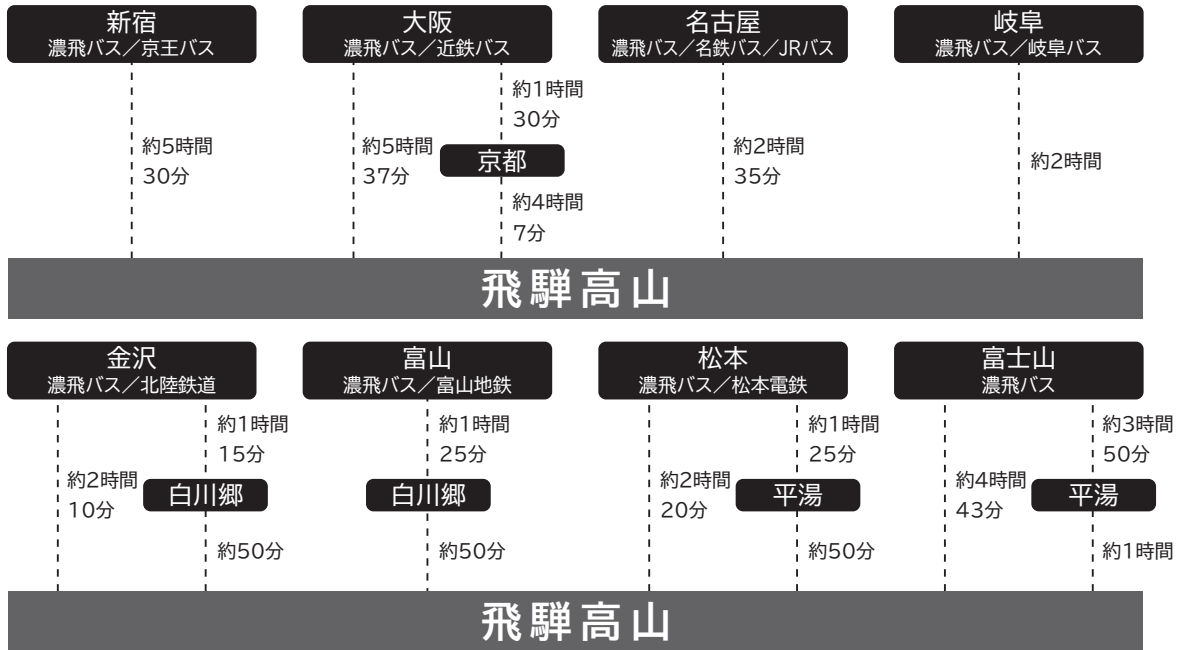 新宿
濃飛バス／京王バス
約5時間
30分
大阪
濃飛バス／近鉄バス
約5時間
37分
約1時間
30分
京都
約4時間
7分
名古屋
濃飛バス／名鉄バス／JRバス
約2時間
35分
岐阜
濃飛バス／岐阜バス
約2時間
飛騨高山
金沢
濃飛バス／北陸鉄道
約2時間
10分
約1時間
15分
白川郷
約50分
富山
濃飛バス／富山地鉄
約1時間
25分
白川郷
約50分
松本
濃飛バス／松本電鉄
約2時間
20分
約1時間
25分
平湯
約50分
富士山
濃飛バス
約4時間
43分
約3時間
50分
平湯
約1時間
飛騨高山